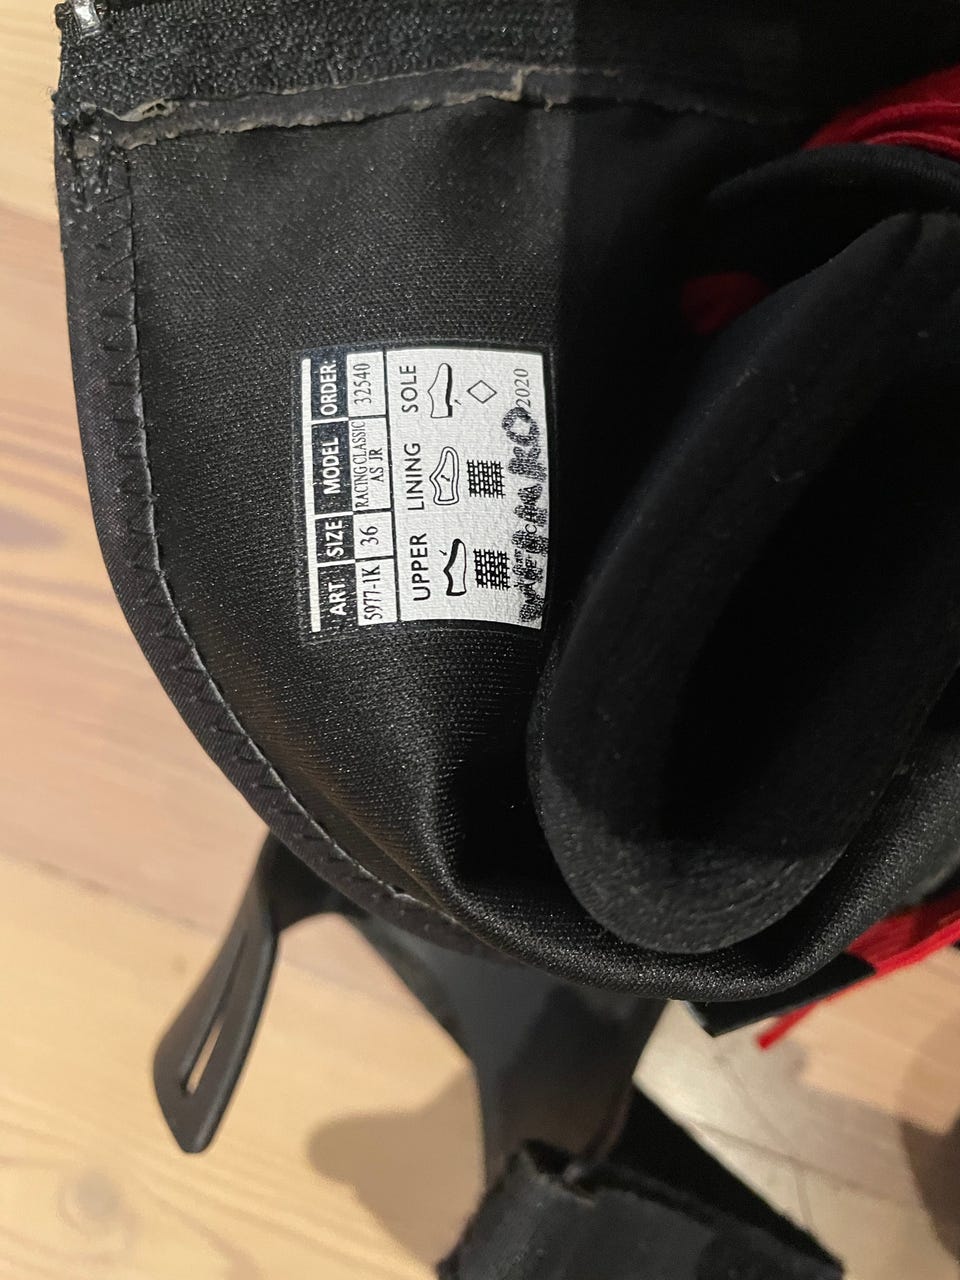 ART. SIZE MODEL ORDER:
5977-1K 36 RACING CLASSIC AS JR 32540
UPPER LINING SOLE
2020